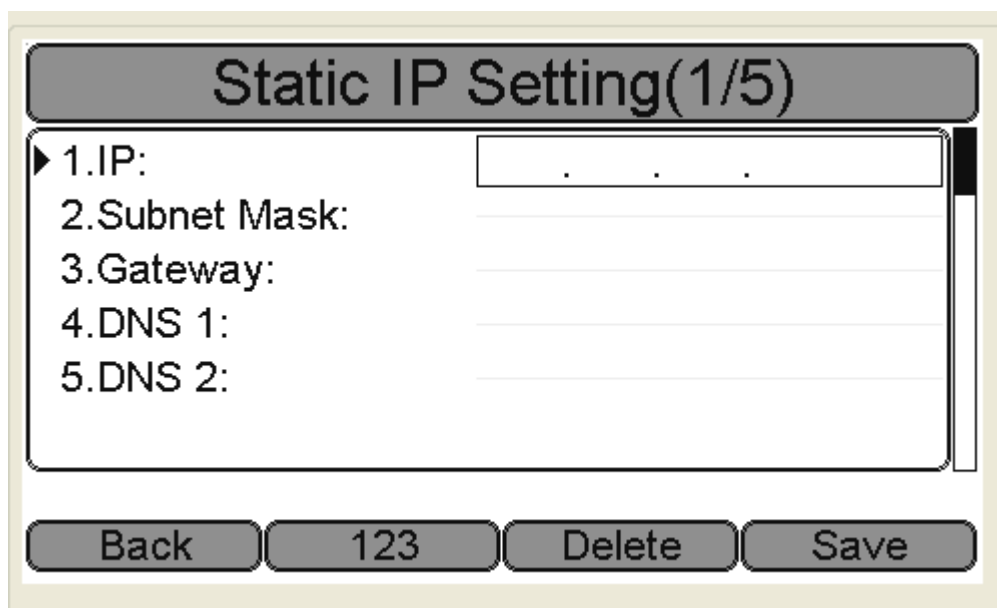 Static IP Setting(1/5)
1.IP: . . .
2.Subnet Mask:
3.Gateway:
4.DNS 1:
5.DNS 2:
Back 123 Delete Save